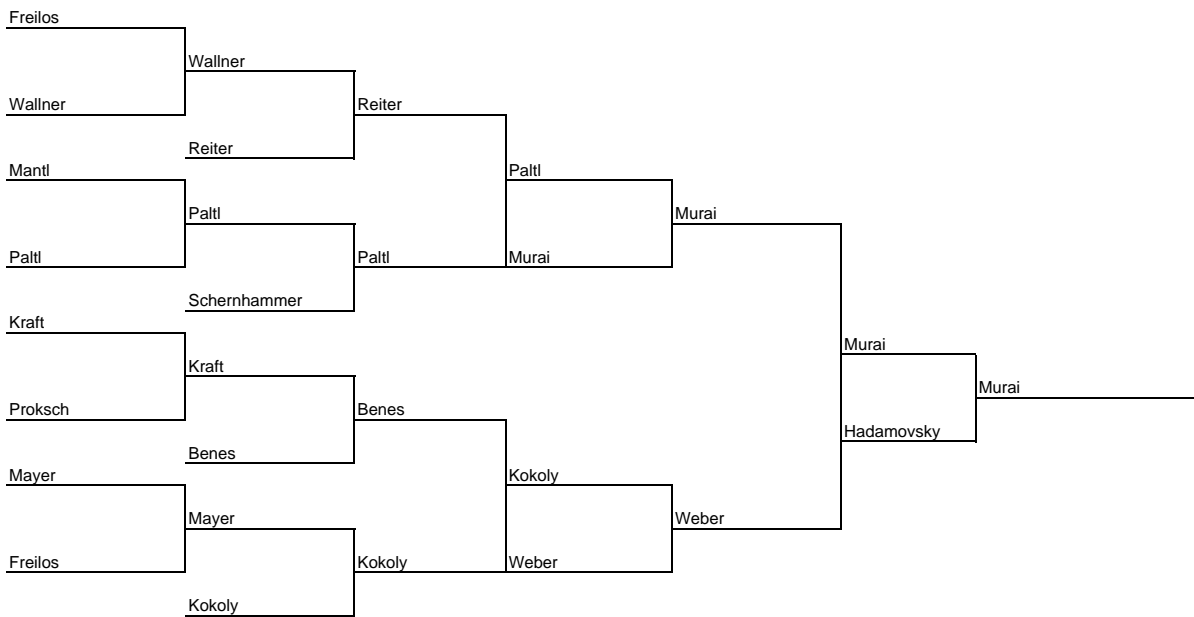 Freilos
Wallner
Wallner
Reiter
Reiter
Mantl
Paltl
Paltl
Murai
Paltl
Paltl
Murai
Schernhammer
Kraft
Murai
Kraft
Murai
Proksch
Benes
Hadamovsky
Benes
Mayer
Kokoly
Mayer
Weber
Freilos
Kokoly
Weber
Kokoly